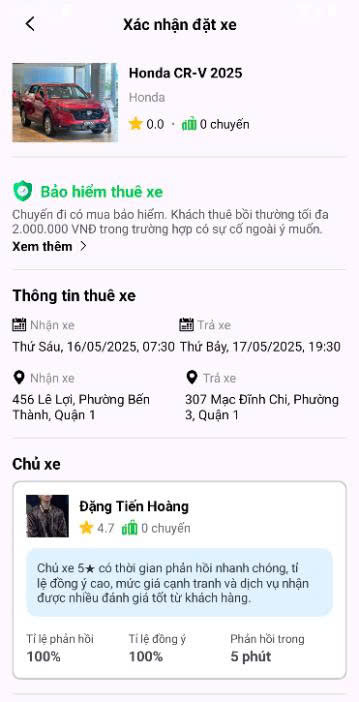 Xác nhận đặt xe
Honda CR-V 2025
Honda
0.0 · 0 chuyến
Bảo hiểm thuê xe
Chuyến đi có mua bảo hiểm. Khách thuê bồi thường tối đa
2.000.000 VNĐ trong trường hợp có sự cố ngoài ý muốn.
Xem thêm >
Thông tin thuê xe
Nhận xe Trả xe
Thứ Sáu, 16/05/2025, 07:30 Thứ Bảy, 17/05/2025, 19:30
Nhận xe Trả xe
456 Lê Lợi, Phường Bến 307 Mạc Đĩnh Chi, Phường
Thành, Quận 1 3, Quận 1
Chủ xe
Đặng Tiến Hoàng
4.7 0 chuyến
Chủ xe 5★ có thời gian phản hồi nhanh chóng, tỉ
lệ đồng ý cao, mức giá cạnh tranh và dịch vụ nhận
được nhiều đánh giá tốt từ khách hàng.
Tỉ lệ phản hồi Tỉ lệ đồng ý Phản hồi trong
100% 100% 5 phút